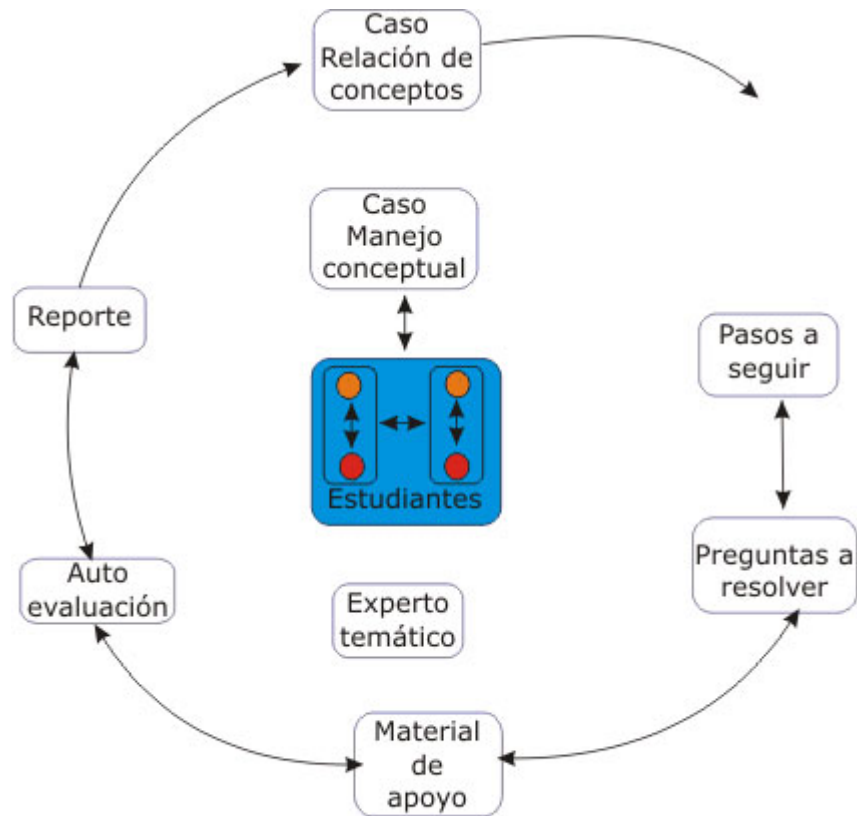 Caso
Relación de
conceptos
Caso
Manejo
conceptual
Reporte
Pasos a
seguir
Estudiantes
Auto
evaluación
Preguntas a
resolver
Experto
temático
Material
de
apoyo